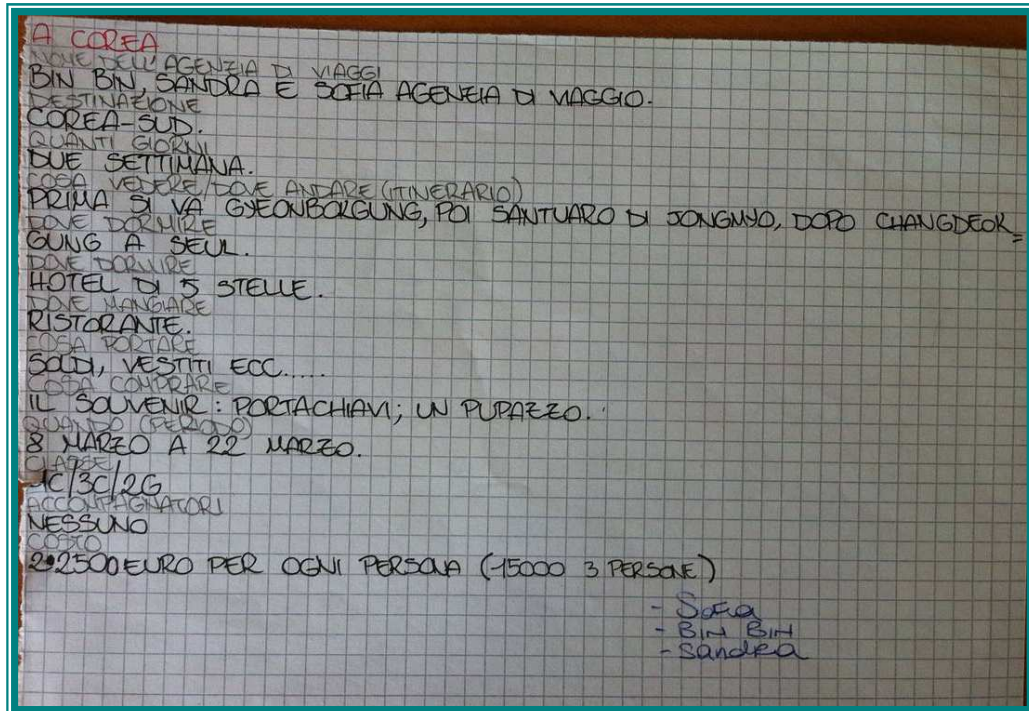 A COREA
NOME DELL'AGENZIA DI VIAGGI
BIN BIN, SANDRA E SOFIA AGENZIA DI VIAGGIO.
DESTINAZIONE
COREA-SUD.
QUANTI GIORNI
DUE SETTIMANA.
COSA VEDERE/DOVE ANDARE (ITINERARIO)
PRIMA SI VA GYEONBORGUNG, POI SANTUARO DI JONGMYO, DOPO CHANGDEOK=
DOVE DORMIRE
GUNG A SEUL.
DOVE DORMIRE
HOTEL DI 5 STELLE.
DOVE MANGIARE
RISTORANTE.
COSA PORTARE
SOLDI, VESTITI ECC.....
COSA COMPRARE
IL SOUVENIR: PORTACHIAVI; UN PUPAZZO.
QUANDO (PERIODO)
8 MARZO A 22 MARZO.
CLASSE
1C/3C/2G
ACCOMPAGNATORI
NESSUNO
COSTO
2500 EURO PER OGNI PERSONA (15000 3 PERSONE)
- Sofia
- BIN BIN
- Sandra